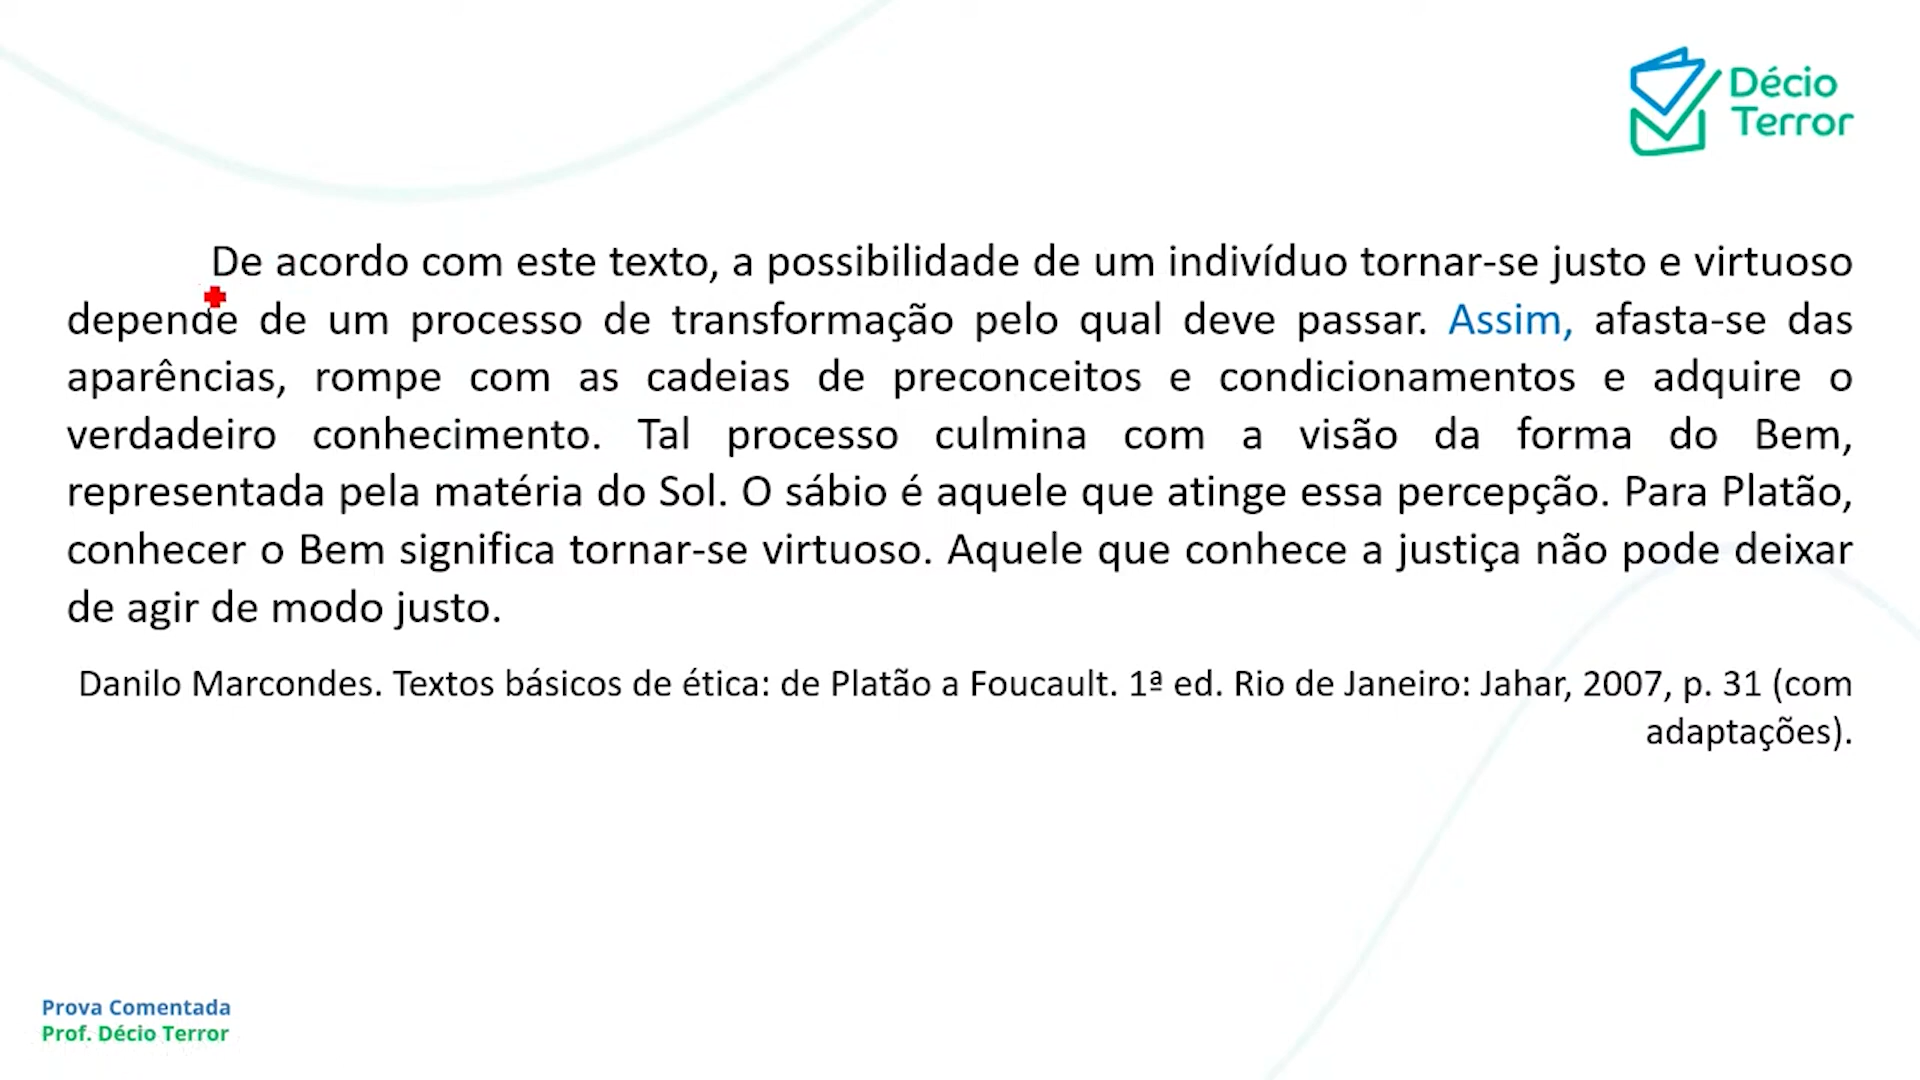 Décio
Terror
De acordo com este texto, a possibilidade de um indivíduo tornar-se justo e virtuoso
depende de um processo de transformação pelo qual deve passar. Assim, afasta-se das
aparências, rompe com as cadeias de preconceitos e condicionamentos e adquire o
verdadeiro conhecimento. Tal processo culmina com a visão da forma do Bem,
representada pela matéria do Sol. O sábio é aquele que atinge essa percepção. Para Platão,
conhecer o Bem significa tornar-se virtuoso. Aquele que conhece a justiça não pode deixar
de agir de modo justo.
Danilo Marcondes. Textos básicos de ética: de Platão a Foucault. 1ª ed. Rio de Janeiro: Jahar, 2007, p. 31 (com
adaptações).
Prova Comentada
Prof. Décio Terror